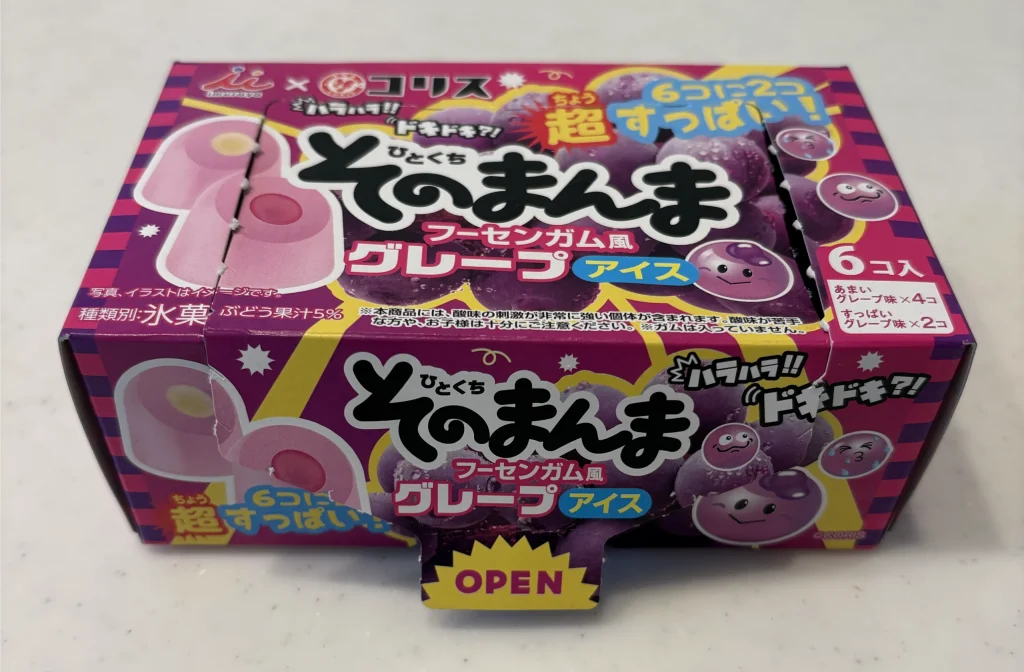 imuraya × コリス
ハラハラ!!
ドキドキ?!
6コに2コ
ちょう
超すっぱい!
ひとくち
そのまんま
フーセンガム風
グレープ アイス
6コ入
あまい
グレープ味×4コ
すっぱい
グレープ味×2コ
写真、イラストはイメージです。
種類別:氷菓 ぶどう果汁5%
※本商品には、酸味の刺激が非常に強い個体が含まれます。酸味が苦手
な方や、お子様は十分にご注意ください。※ガムは入っていません。
ハラハラ!!
ドキドキ?!
ひとくち
そのまんま
フーセンガム風
グレープ アイス
6コに
ちょう
超すっぱい!
OPEN